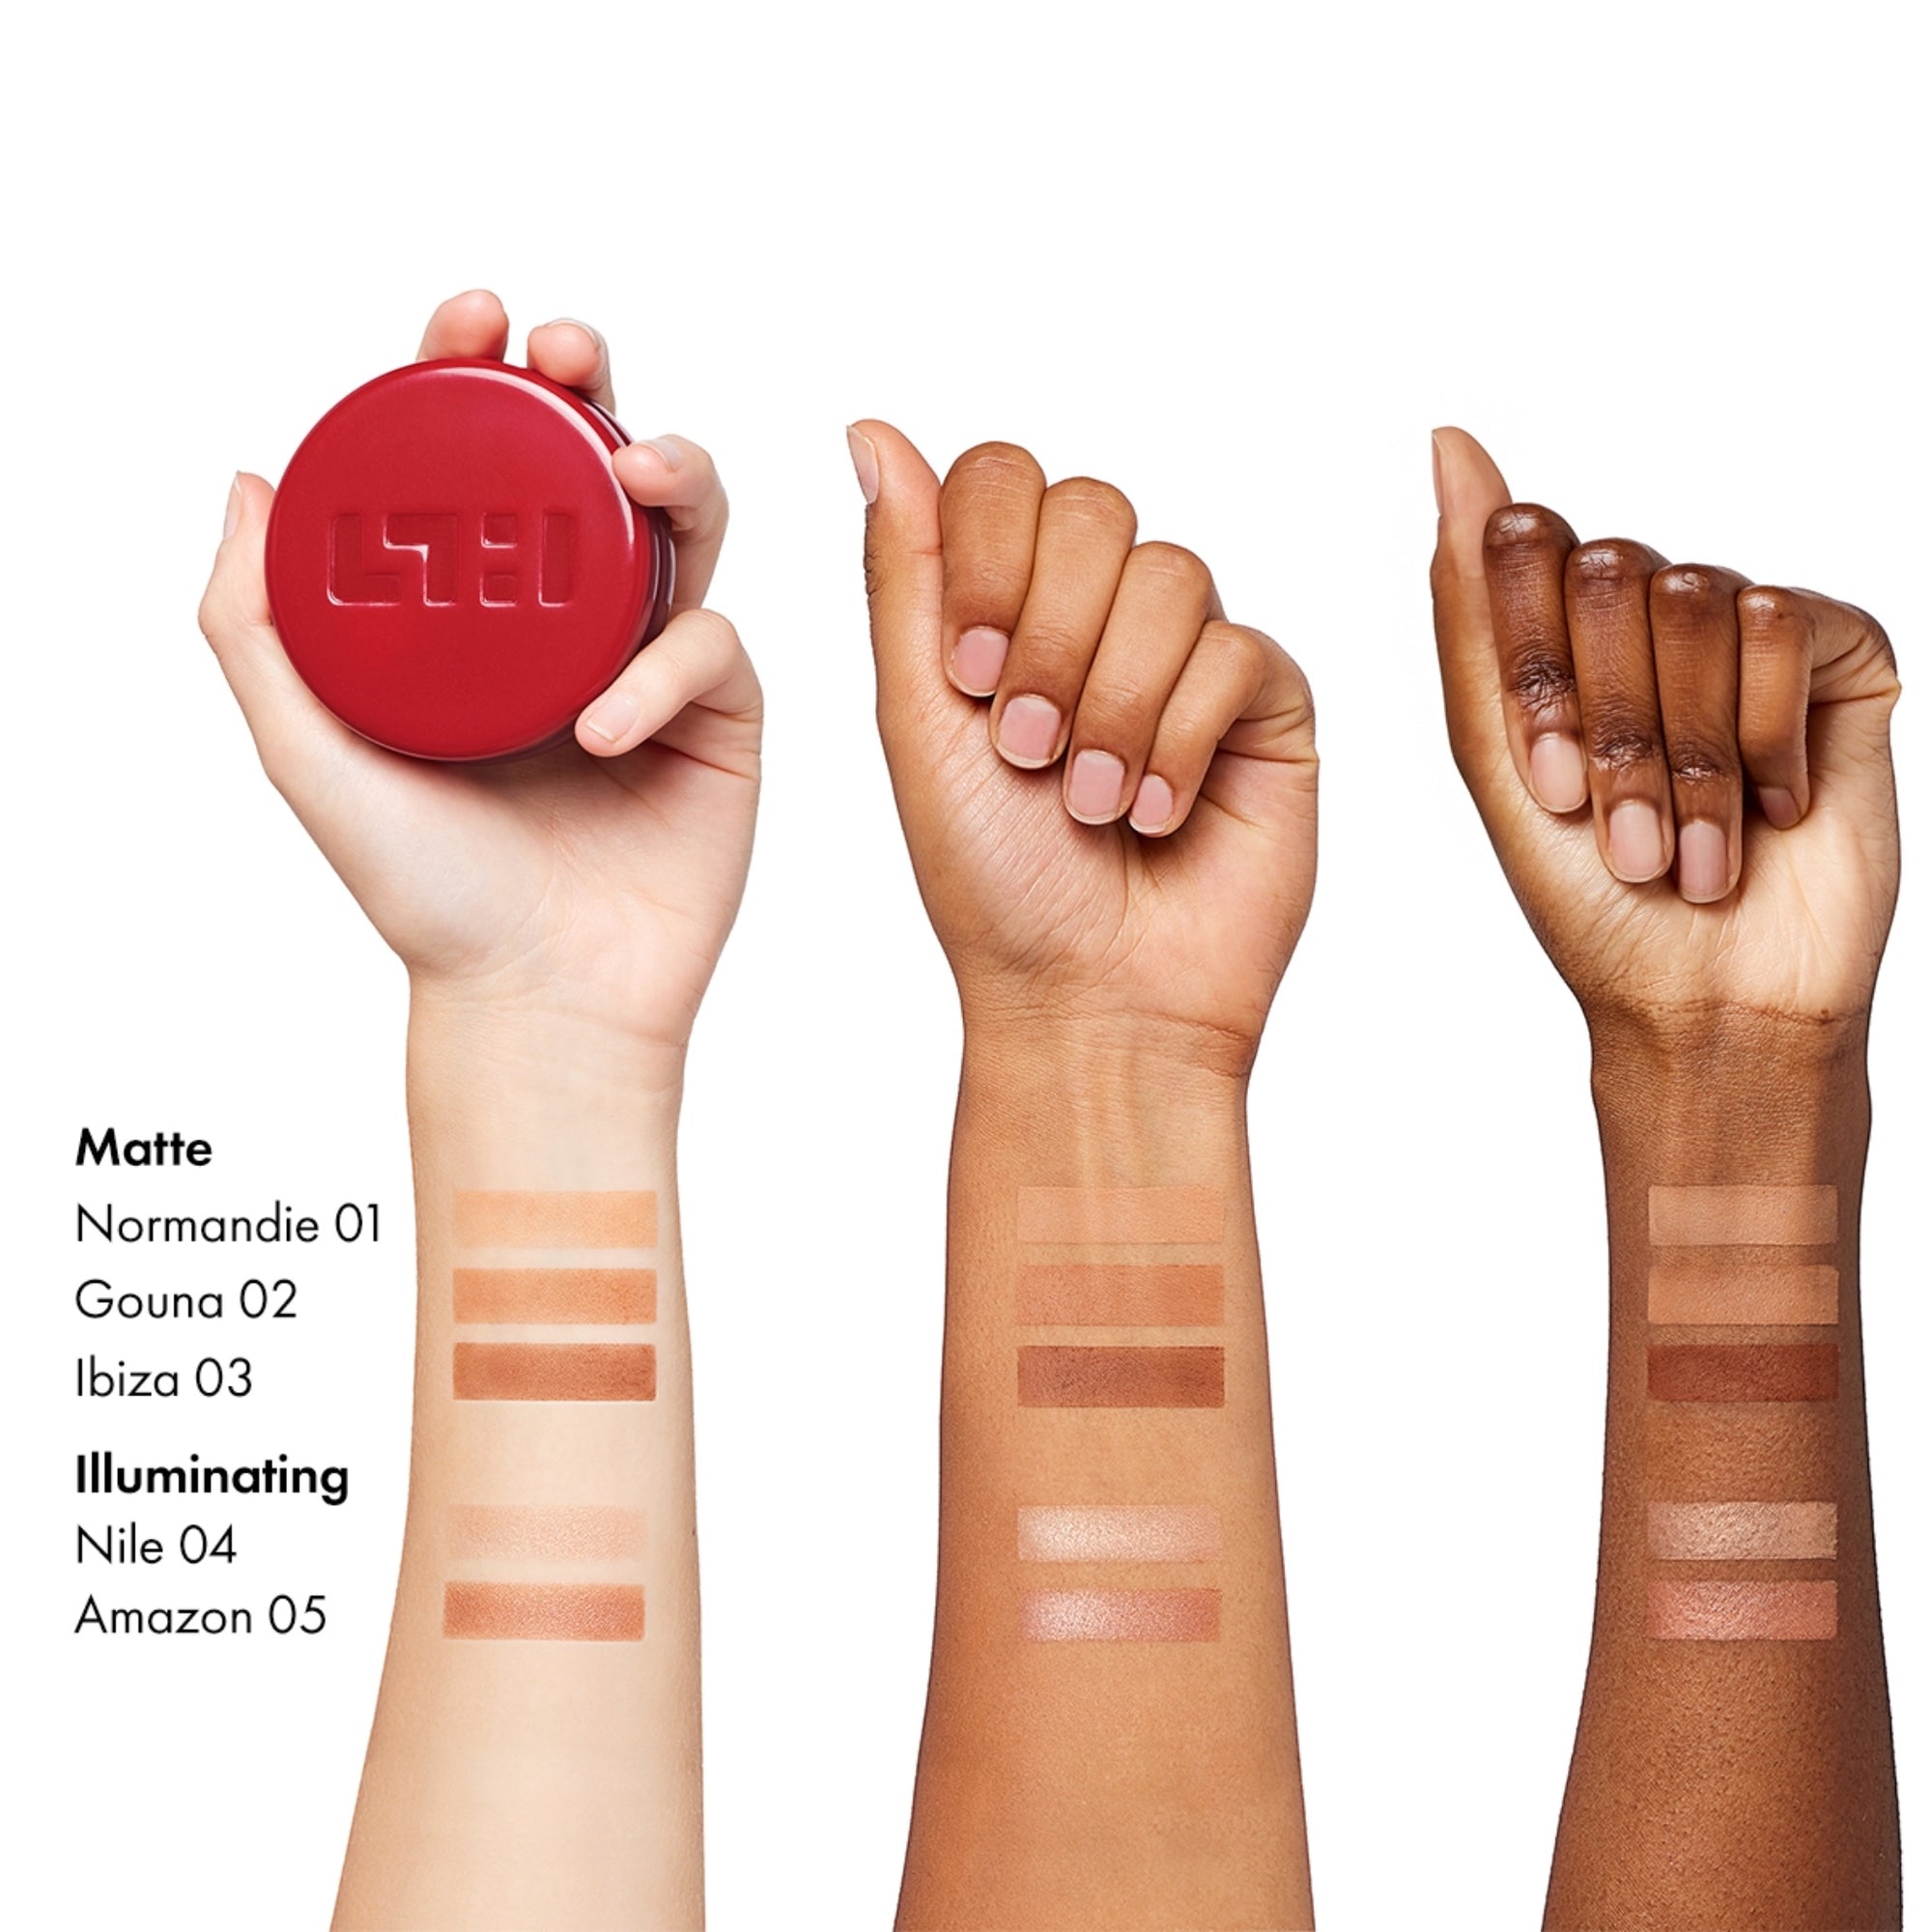 Matte
Normandie 01
Gouna 02
Ibiza 03
Illuminating
Nile 04
Amazon 05